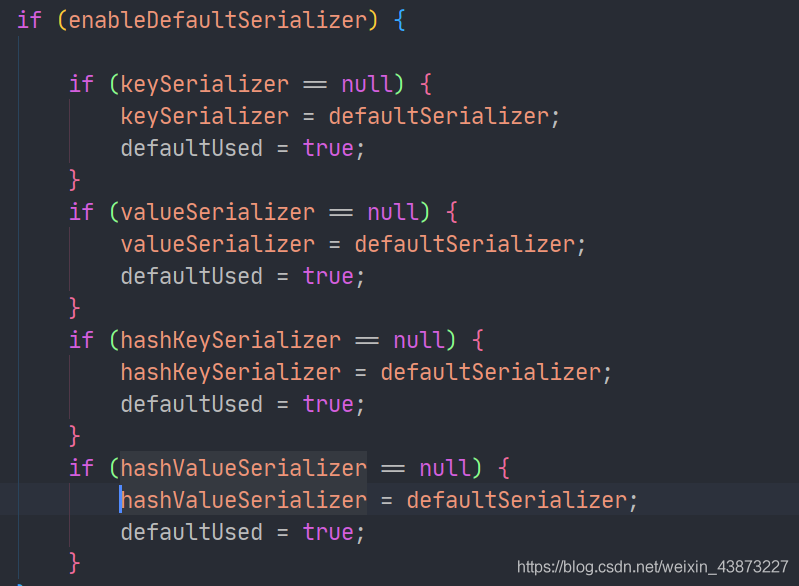 if (enableDefaultSerializer) {
if (keySerializer == null) {
keySerializer = defaultSerializer;
defaultUsed = true;
}
if (valueSerializer == null) {
valueSerializer = defaultSerializer;
defaultUsed = true;
}
if (hashKeySerializer == null) {
hashKeySerializer = defaultSerializer;
defaultUsed = true;
}
if (hashValueSerializer == null) {
hashValueSerializer = defaultSerializer;
defaultUsed = true;
}
https://blog.csdn.net/weixin_43873227